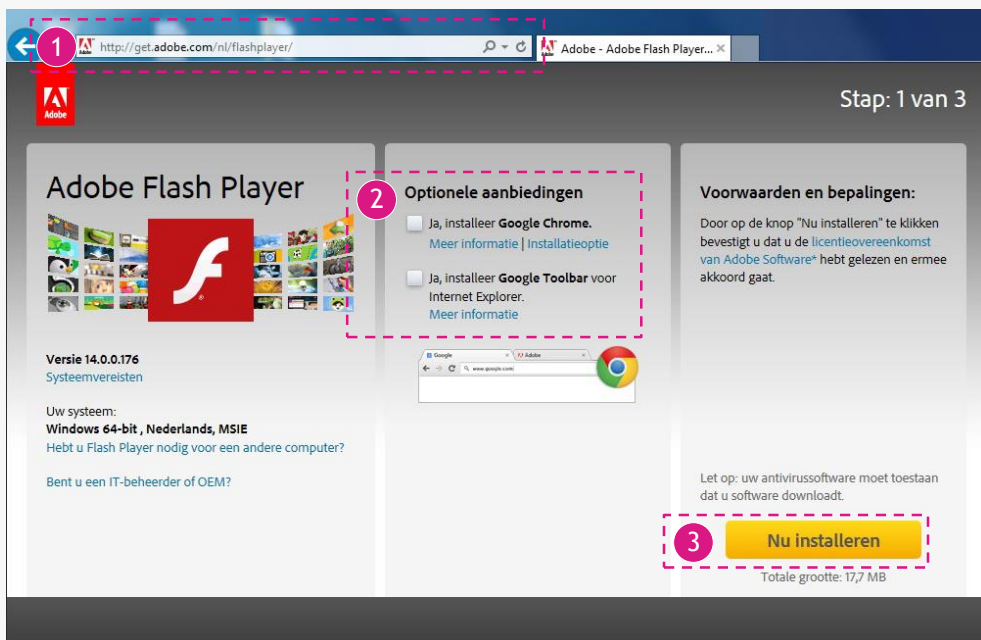 1
http://get.adobe.com/nl/flashplayer/
Adobe - Adobe Flash Player...
Adobe
Stap: 1 van 3
Adobe Flash Player
Versie 14.0.0.176
Systeemvereisten
Uw systeem:
Windows 64-bit , Nederlands, MSIE
Hebt u Flash Player nodig voor een andere computer?
Bent u een IT-beheerder of OEM?
2
Optionele aanbiedingen
Ja, installeer Google Chrome.
Meer informatie | Installatieoptie
Ja, installeer Google Toolbar voor
Internet Explorer.
Meer informatie
Google
Adobe
www.google.com
Voorwaarden en bepalingen:
Door op de knop "Nu installeren" te klikken
bevestigt u dat u de licentieovereenkomst
van Adobe Software* hebt gelezen en ermee
akkoord gaat.
Let op: uw antivirussoftware moet toestaan
dat u software downloadt.
3
Nu installeren
Totale grootte: 17,7 MB